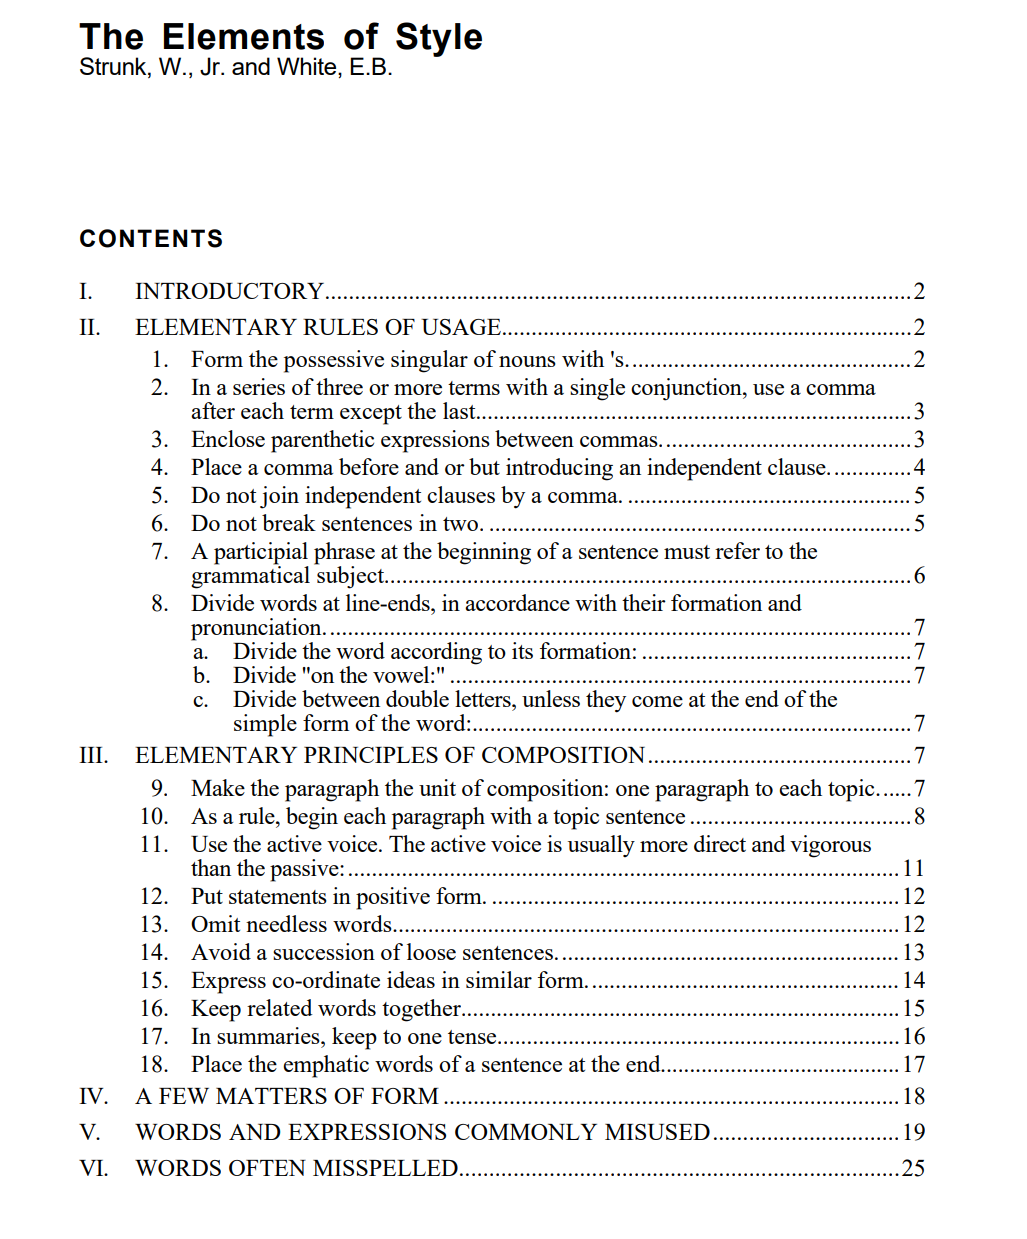 The Elements of Style
Strunk, W., Jr. and White, E.B.
CONTENTS
I. INTRODUCTORY.................................................................................................2
II. ELEMENTARY RULES OF USAGE....................................................................2
1. Form the possessive singular of nouns with 's................................................2
2. In a series of three or more terms with a single conjunction, use a comma
after each term except the last........................................................................3
3. Enclose parenthetic expressions between commas..........................................3
4. Place a comma before and or but introducing an independent clause..............4
5. Do not join independent clauses by a comma. ...............................................5
6. Do not break sentences in two. ......................................................................5
7. A participial phrase at the beginning of a sentence must refer to the
grammatical subject.......................................................................................6
8. Divide words at line-ends, in accordance with their formation and
pronunciation.................................................................................................7
a. Divide the word according to its formation: .............................................7
b. Divide "on the vowel:" .............................................................................7
c. Divide between double letters, unless they come at the end of the
simple form of the word:.........................................................................7
III. ELEMENTARY PRINCIPLES OF COMPOSITION............................................7
9. Make the paragraph the unit of composition: one paragraph to each topic......7
10. As a rule, begin each paragraph with a topic sentence .....................................8
11. Use the active voice. The active voice is usually more direct and vigorous
than the passive:............................................................................................11
12. Put statements in positive form. ....................................................................12
13. Omit needless words.....................................................................................12
14. Avoid a succession of loose sentences..........................................................13
15. Express co-ordinate ideas in similar form.....................................................14
16. Keep related words together.........................................................................15
17. In summaries, keep to one tense...................................................................16
18. Place the emphatic words of a sentence at the end.......................................17
IV. A FEW MATTERS OF FORM ............................................................................18
V. WORDS AND EXPRESSIONS COMMONLY MISUSED...............................19
VI. WORDS OFTEN MISSPELLED.........................................................................25